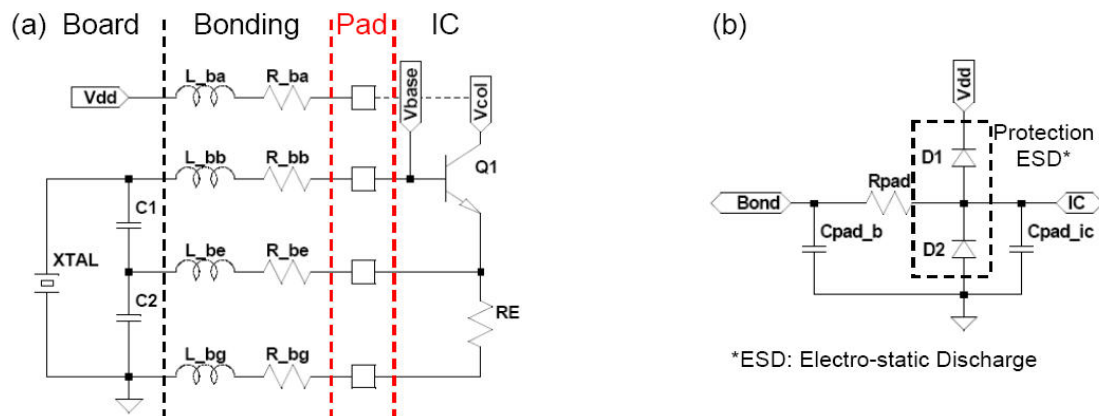 (a) Board Bonding Pad IC
L_ba R_ba
Vdd
Vbase
Vcol
L_bb R_bb
Q1
C1
L_be R_be
XTAL
C2
RE
L_bg R_bg
(b)
Vdd
Protection
ESD*
D1
Rpad
Bond
IC
Cpad_b
D2
Cpad_ic
*ESD: Electro-static Discharge